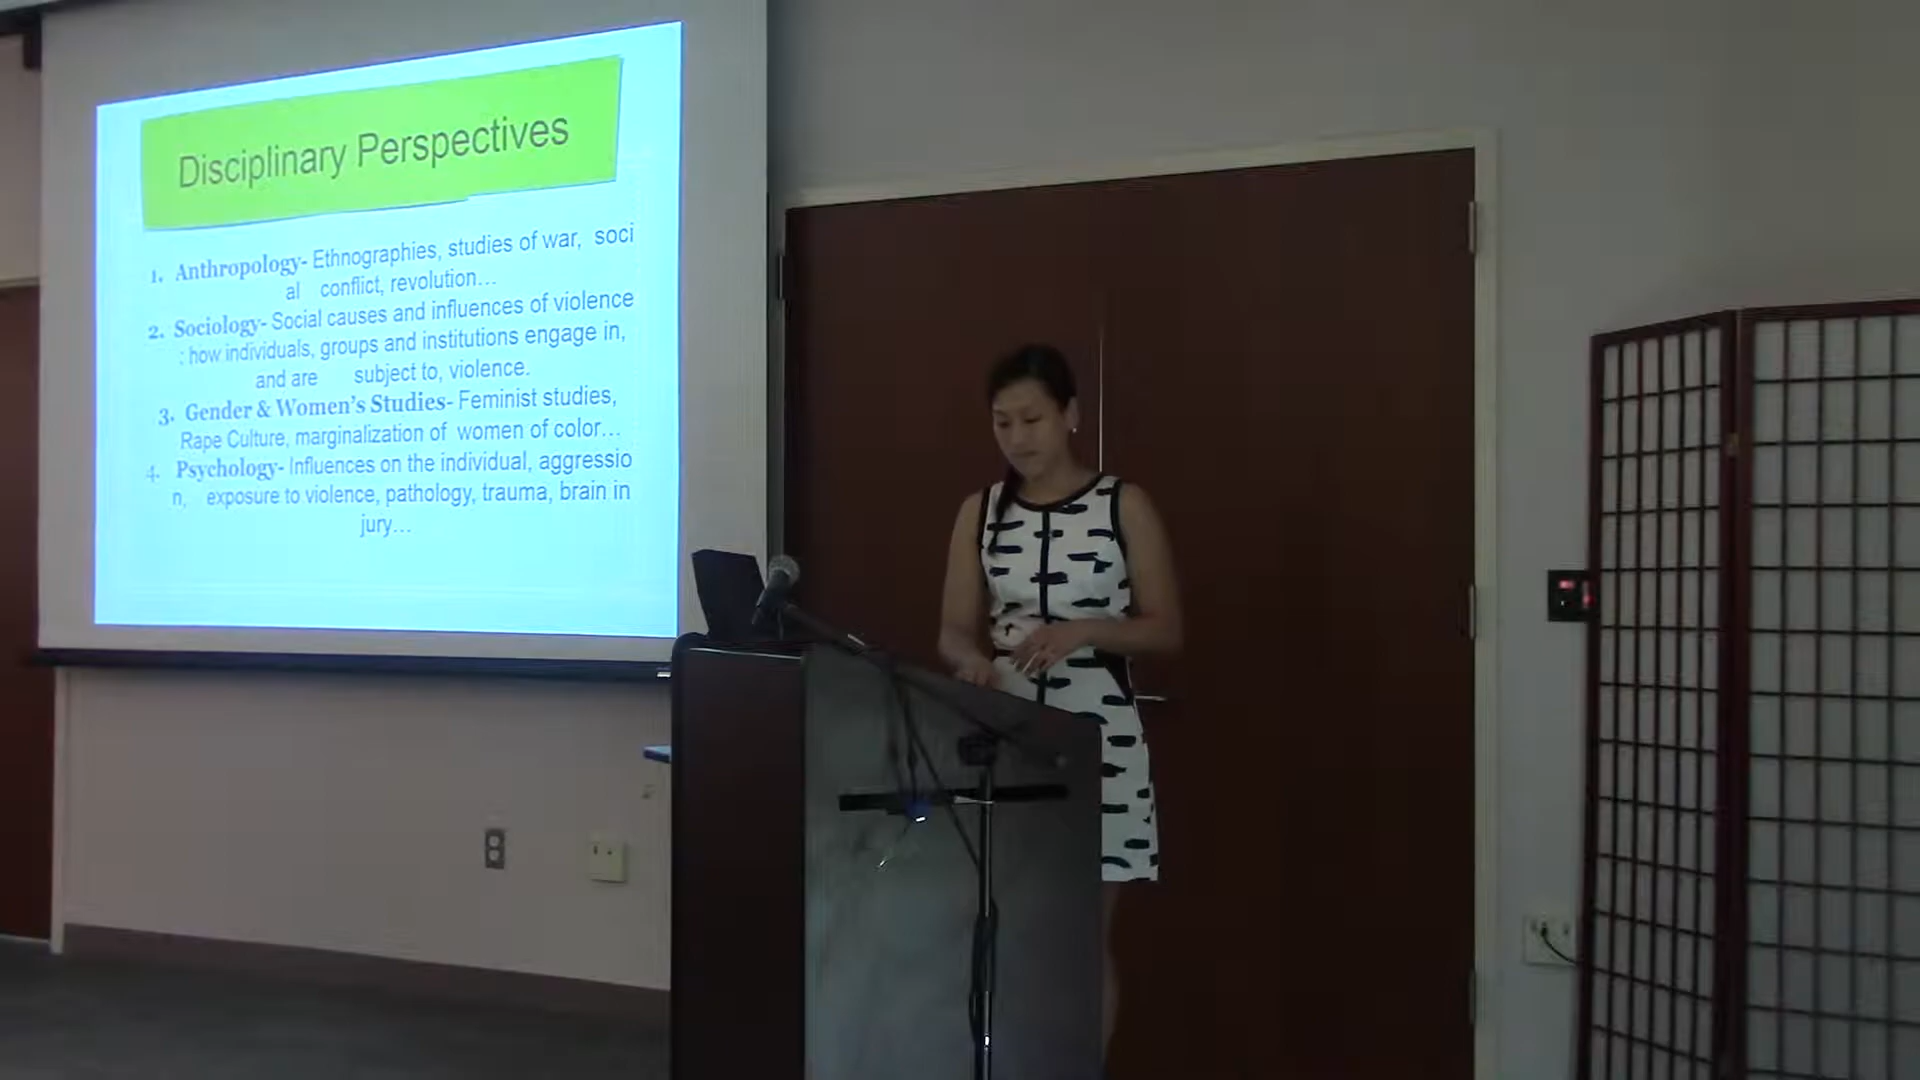 Disciplinary Perspectives
1. Anthropology- Ethnographies, studies of war, soci
al conflict, revolution...
2. Sociology- Social causes and influences of violence
: how individuals, groups and institutions engage in,
and are subject to, violence.
3. Gender & Women's Studies- Feminist studies,
Rape Culture, marginalization of women of color...
4. Psychology- Influences on the individual, aggressio
n, exposure to violence, pathology, trauma, brain in
jury...